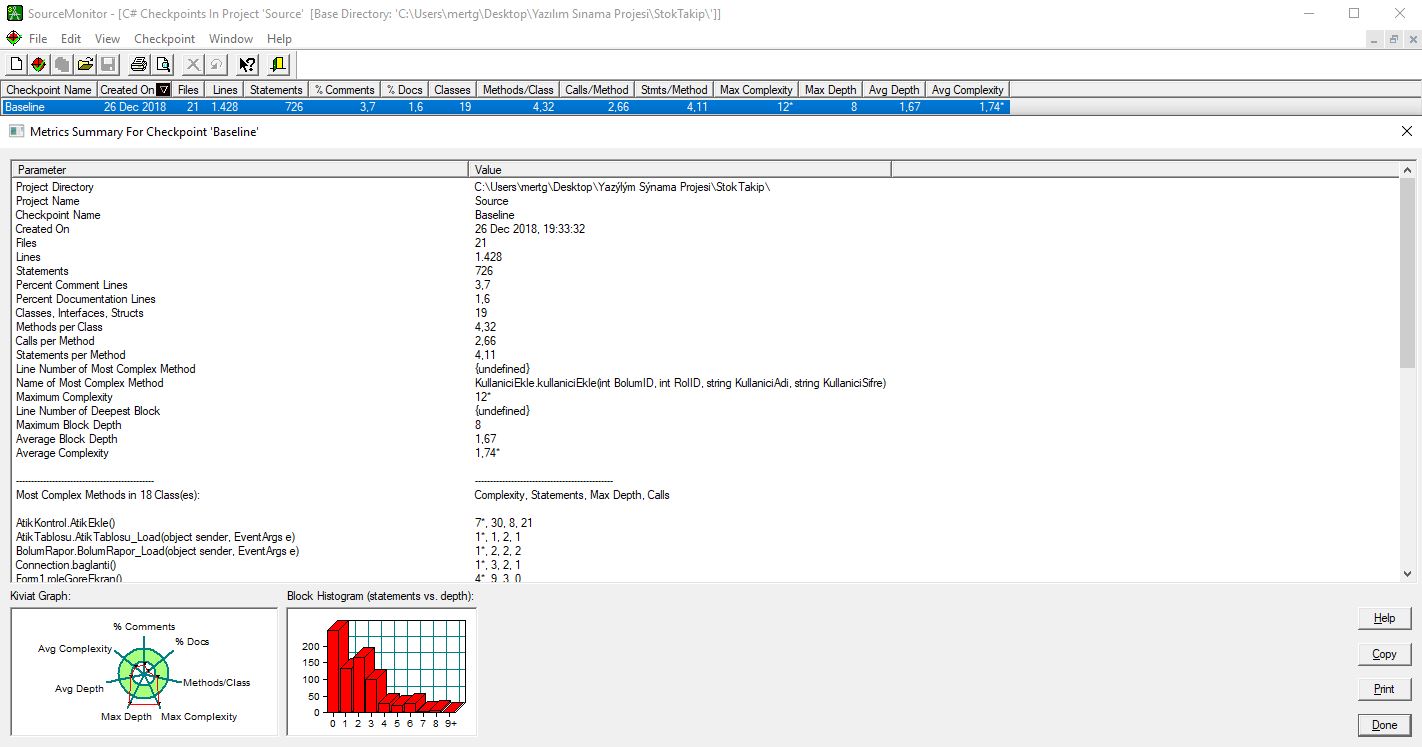 SourceMonitor - [C# Checkpoints In Project 'Source' [Base Directory: 'C:\Users\mertg\Desktop\Yazılım Sınama Projesi\StokTakip\']]
File Edit View Checkpoint Window Help
Checkpoint Name Created On Files Lines Statements % Comments % Docs Classes Methods/Class Calls/Method Stmts/Method Max Complexity Max Depth Avg Depth Avg Complexity
Baseline 26 Dec 2018 21 1.428 726 3,7 1,6 19 4,32 2,66 4,11 12* 8 1,67 1,74*
Metrics Summary For Checkpoint 'Baseline'
Parameter Value
Project Directory C:\Users\mertg\Desktop\Yazýlým Sýnama Projesi\StokTakip\
Project Name Source
Checkpoint Name Baseline
Created On 26 Dec 2018, 19:33:32
Files 21
Lines 1.428
Statements 726
Percent Comment Lines 3,7
Percent Documentation Lines 1,6
Classes, Interfaces, Structs 19
Methods per Class 4,32
Calls per Method 2,66
Statements per Method 4,11
Line Number of Most Complex Method {undefined}
Name of Most Complex Method KullaniciEkle.kullaniciEkle(int BolumID, int RolID, string KullaniciAdi, string KullaniciSifre)
Maximum Complexity 12*
Line Number of Deepest Block {undefined}
Maximum Block Depth 8
Average Block Depth 1,67
Average Complexity 1,74*
Most Complex Methods in 18 Class(es): Complexity, Statements, Max Depth, Calls
AtikKontrol.AtikEkle() 7*, 30, 8, 21
AtikTablosu.AtikTablosu_Load(object sender, EventArgs e) 1*, 1, 2, 1
BolumRapor.BolumRapor_Load(object sender, EventArgs e) 1*, 2, 2, 2
Connection.baglanti() 1*, 3, 2, 1
Form1.roleGoreEkran() 4*, 9, 3, 0
Kiviat Graph: Block Histogram (statements vs. depth):
% Comments
% Docs
Avg Complexity
Avg Depth
Methods/Class
Max Depth Max Complexity
200
150
100
50
0
0 1 2 3 4 5 6 7 8 9+
Help
Copy
Print
Done